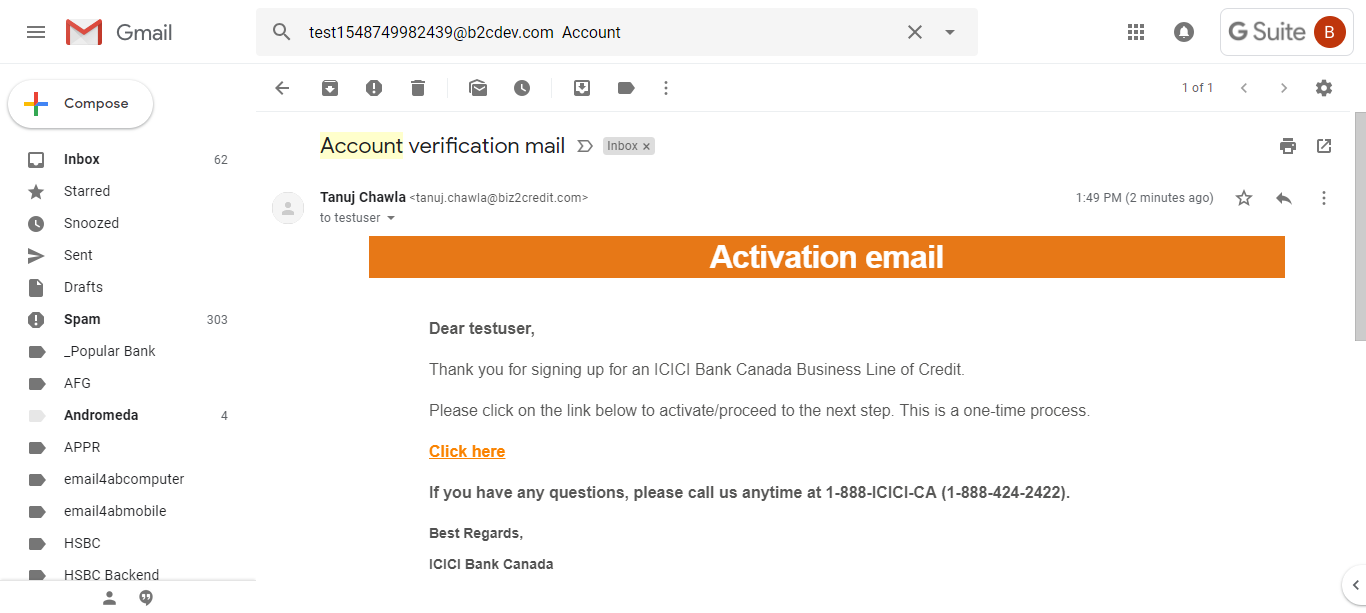 Gmail
test1548749982439@b2cdev.com Account
G Suite
B
Compose
1 of 1
Inbox 62
Starred
Snoozed
Sent
Drafts
Spam 303
_Popular Bank
AFG
Andromeda 4
APPR
email4abcomputer
email4abmobile
HSBC
HSBC Backend
Account verification mail
Inbox ×
Tanuj Chawla <tanuj.chawla@biz2credit.com>
1:49 PM (2 minutes ago)
to testuser
Activation email
Dear testuser,
Thank you for signing up for an ICICI Bank Canada Business Line of Credit.
Please click on the link below to activate/proceed to the next step. This is a one-time process.
Click here
If you have any questions, please call us anytime at 1-888-ICICI-CA (1-888-424-2422).
Best Regards,
ICICI Bank Canada